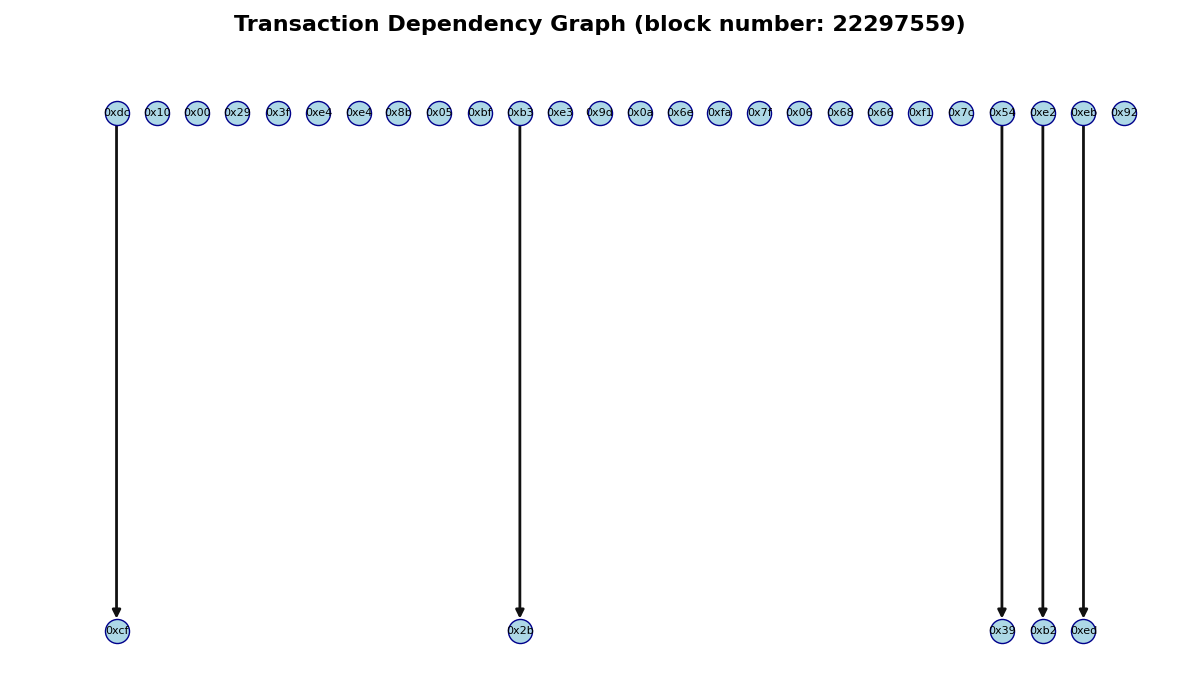 Transaction Dependency Graph (block number: 22297559)
0xdc 0x10 0x00 0x29 0x3f 0xe4 0xe4 0x8b 0x05 0xbf 0xb3 0xe3 0x9d 0x0a 0x6e 0xfa 0x7f 0x06 0x68 0x66 0xf1 0x7c 0x54 0xe2 0xeb 0x92
0xcf 0x2b 0x39 0xb2 0xed